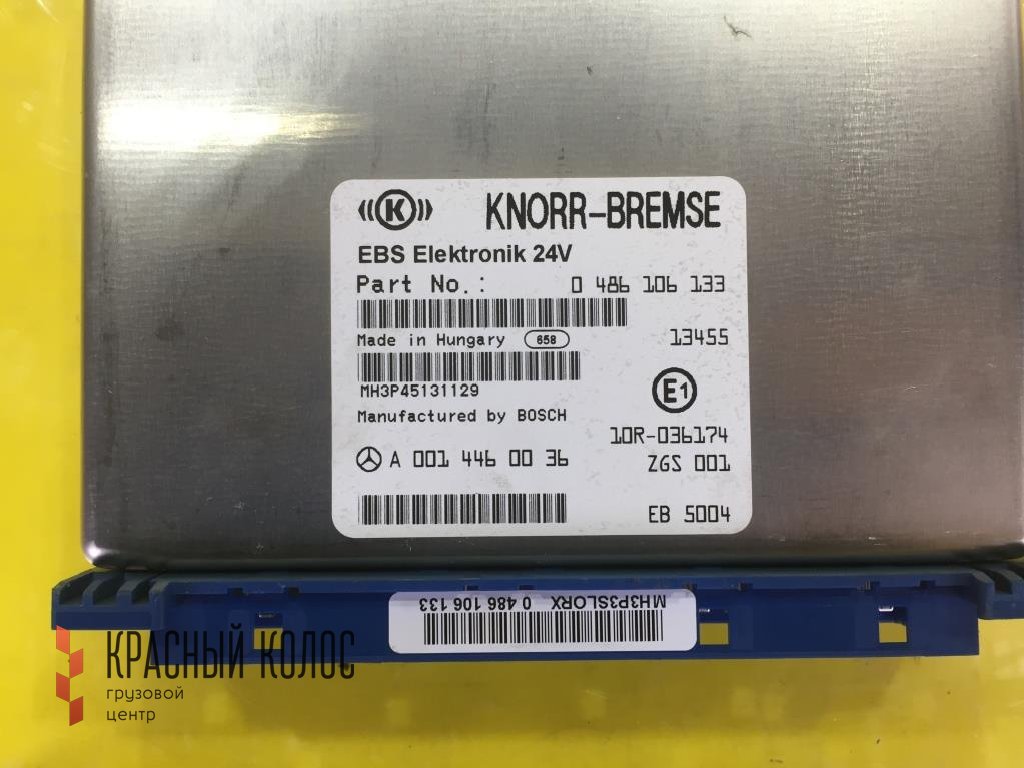 K KNORR-BREMSE
EBS Elektronik 24V
Part No.: 0 486 106 133
Made in Hungary 658 13455
MH3P45131129
E1
Manufactured by BOSCH
10R-036174
A 001 446 00 36
ZGS 001
EB 5004
MH3P3SLORX 0 486 106 133
КРАСНЫЙ КОЛОС
грузовой
центр